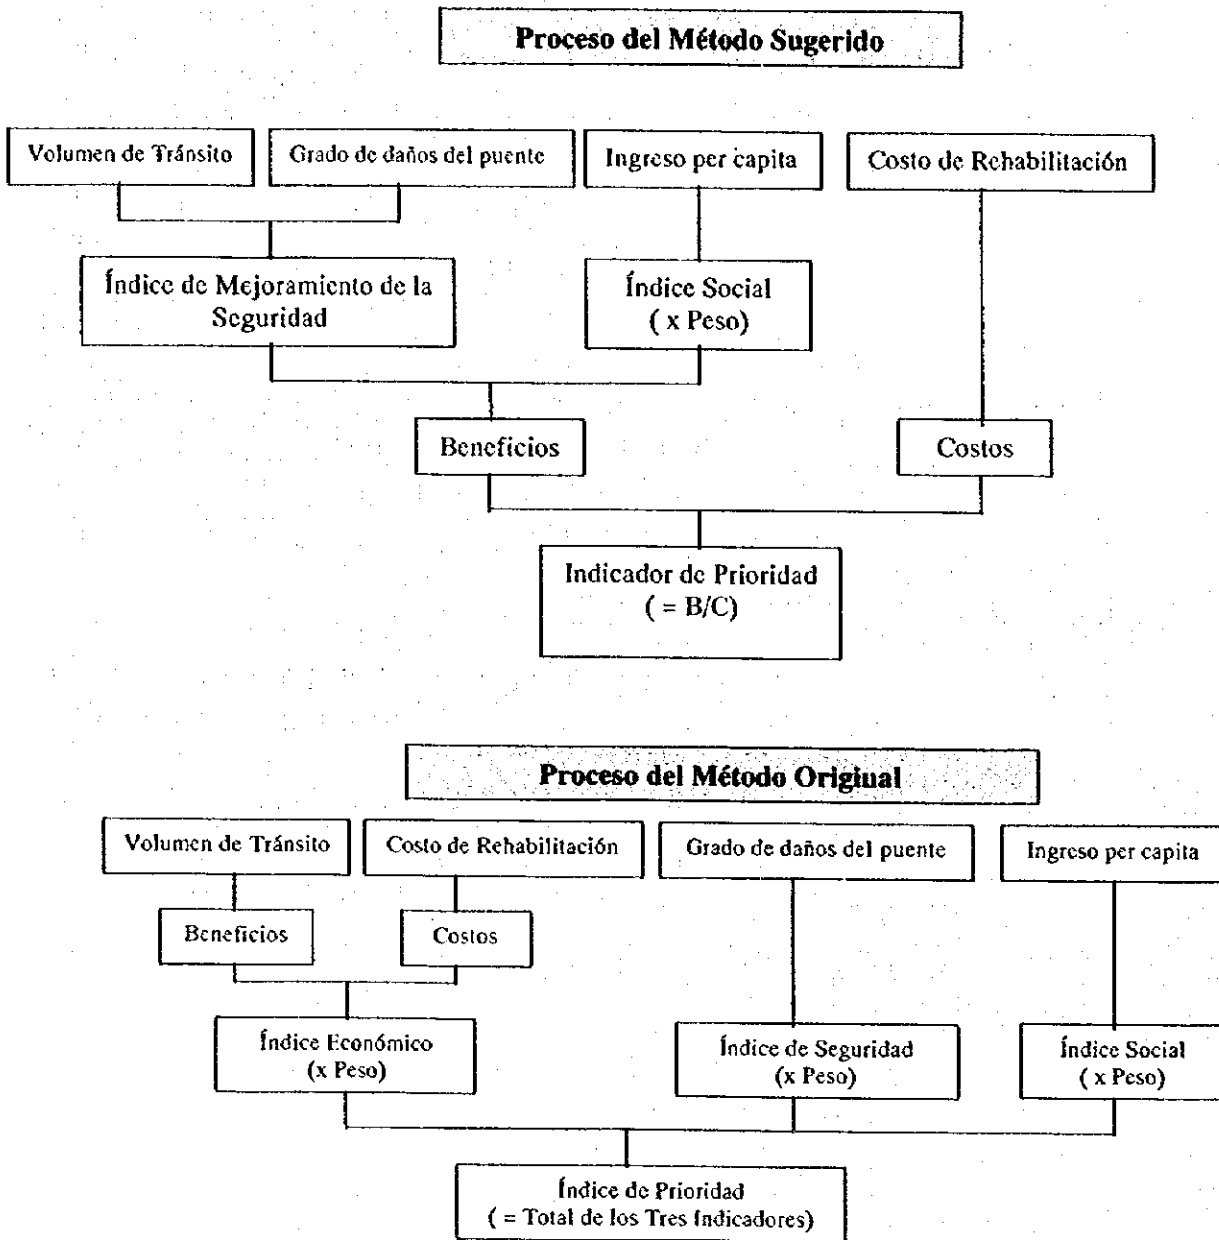 Proceso del Método Sugerido
Volumen de Tránsito
Grado de daños del puente
Ingreso per capita
Costo de Rehabilitación
Índice de Mejoramiento de la
Seguridad
Índice Social
( x Peso)
Beneficios
Costos
Indicador de Prioridad
( = B/C)
Proceso del Método Original
Volumen de Tránsito
Costo de Rehabilitación
Grado de daños del puente
Ingreso per capita
Beneficios
Costos
Índice Económico
(x Peso)
Índice de Seguridad
(x Peso)
Índice Social
( x Peso)
Índice de Prioridad
( = Total de los Tres Indicadores)